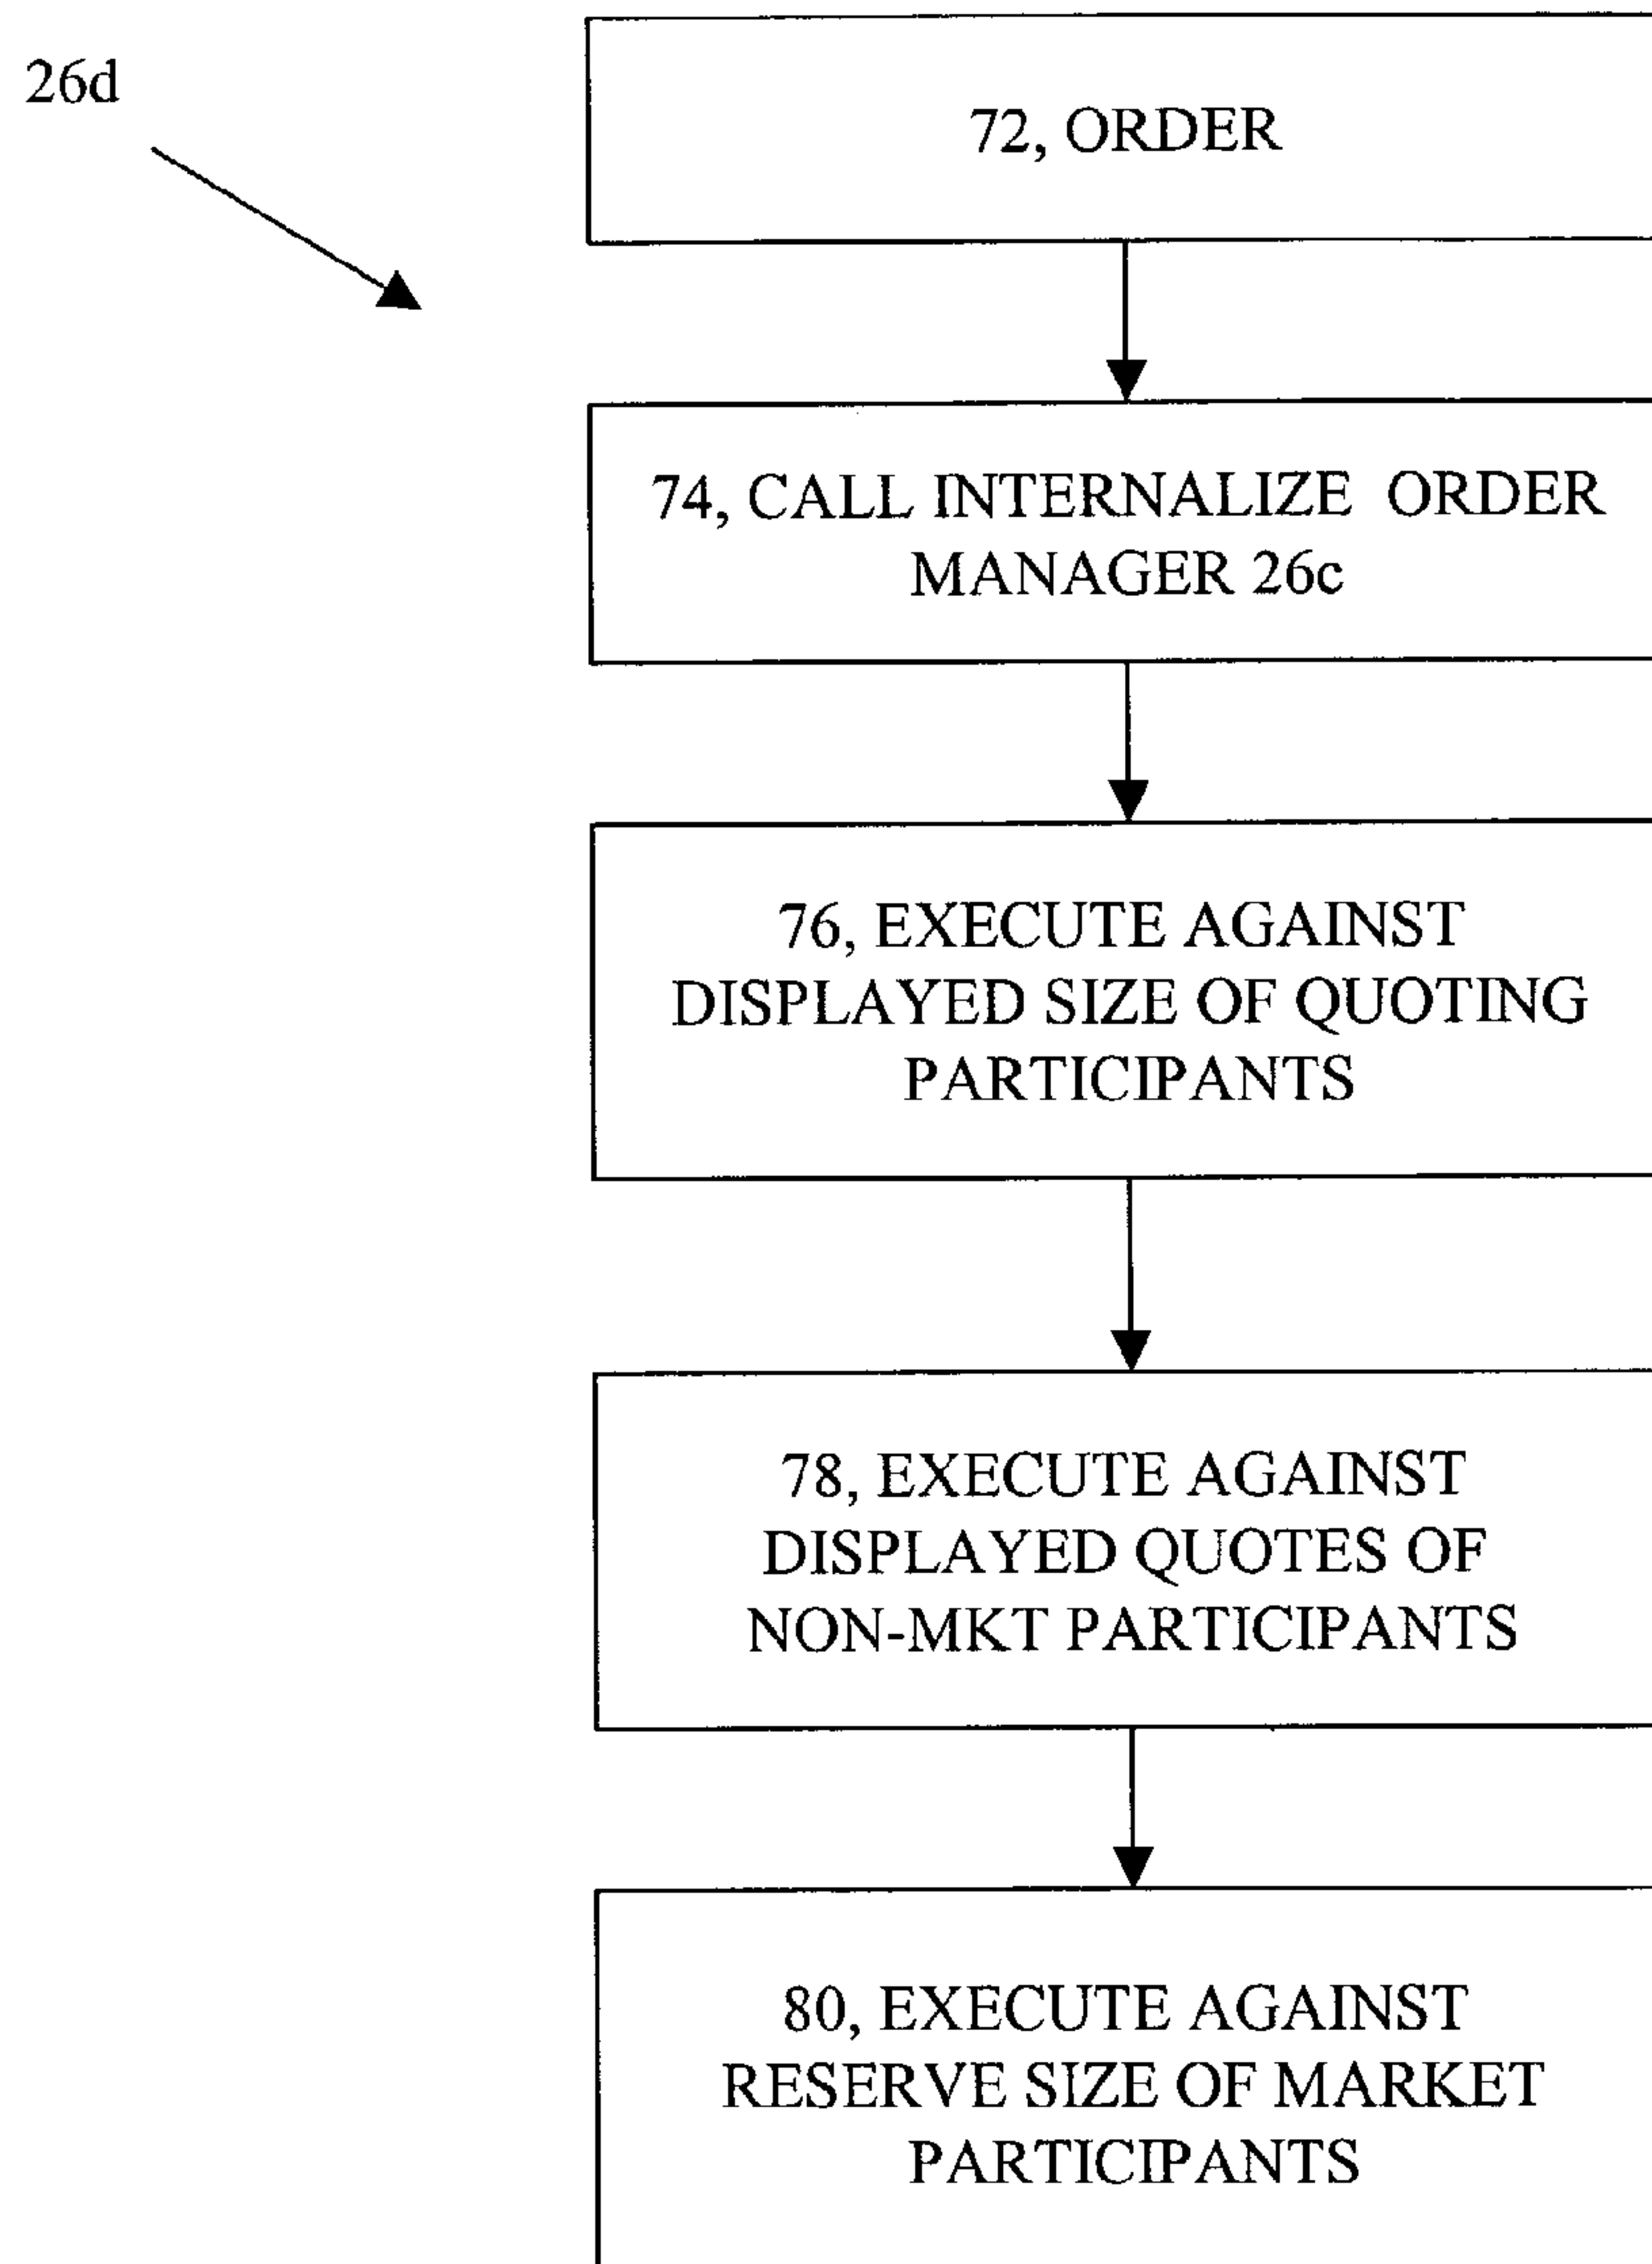 26d
72, ORDER
74, CALL INTERNALIZE ORDER
MANAGER 26c
76, EXECUTE AGAINST
DISPLAYED SIZE OF QUOTING
PARTICIPANTS
78, EXECUTE AGAINST
DISPLAYED QUOTES OF
NON-MKT PARTICIPANTS
80, EXECUTE AGAINST
RESERVE SIZE OF MARKET
PARTICIPANTS